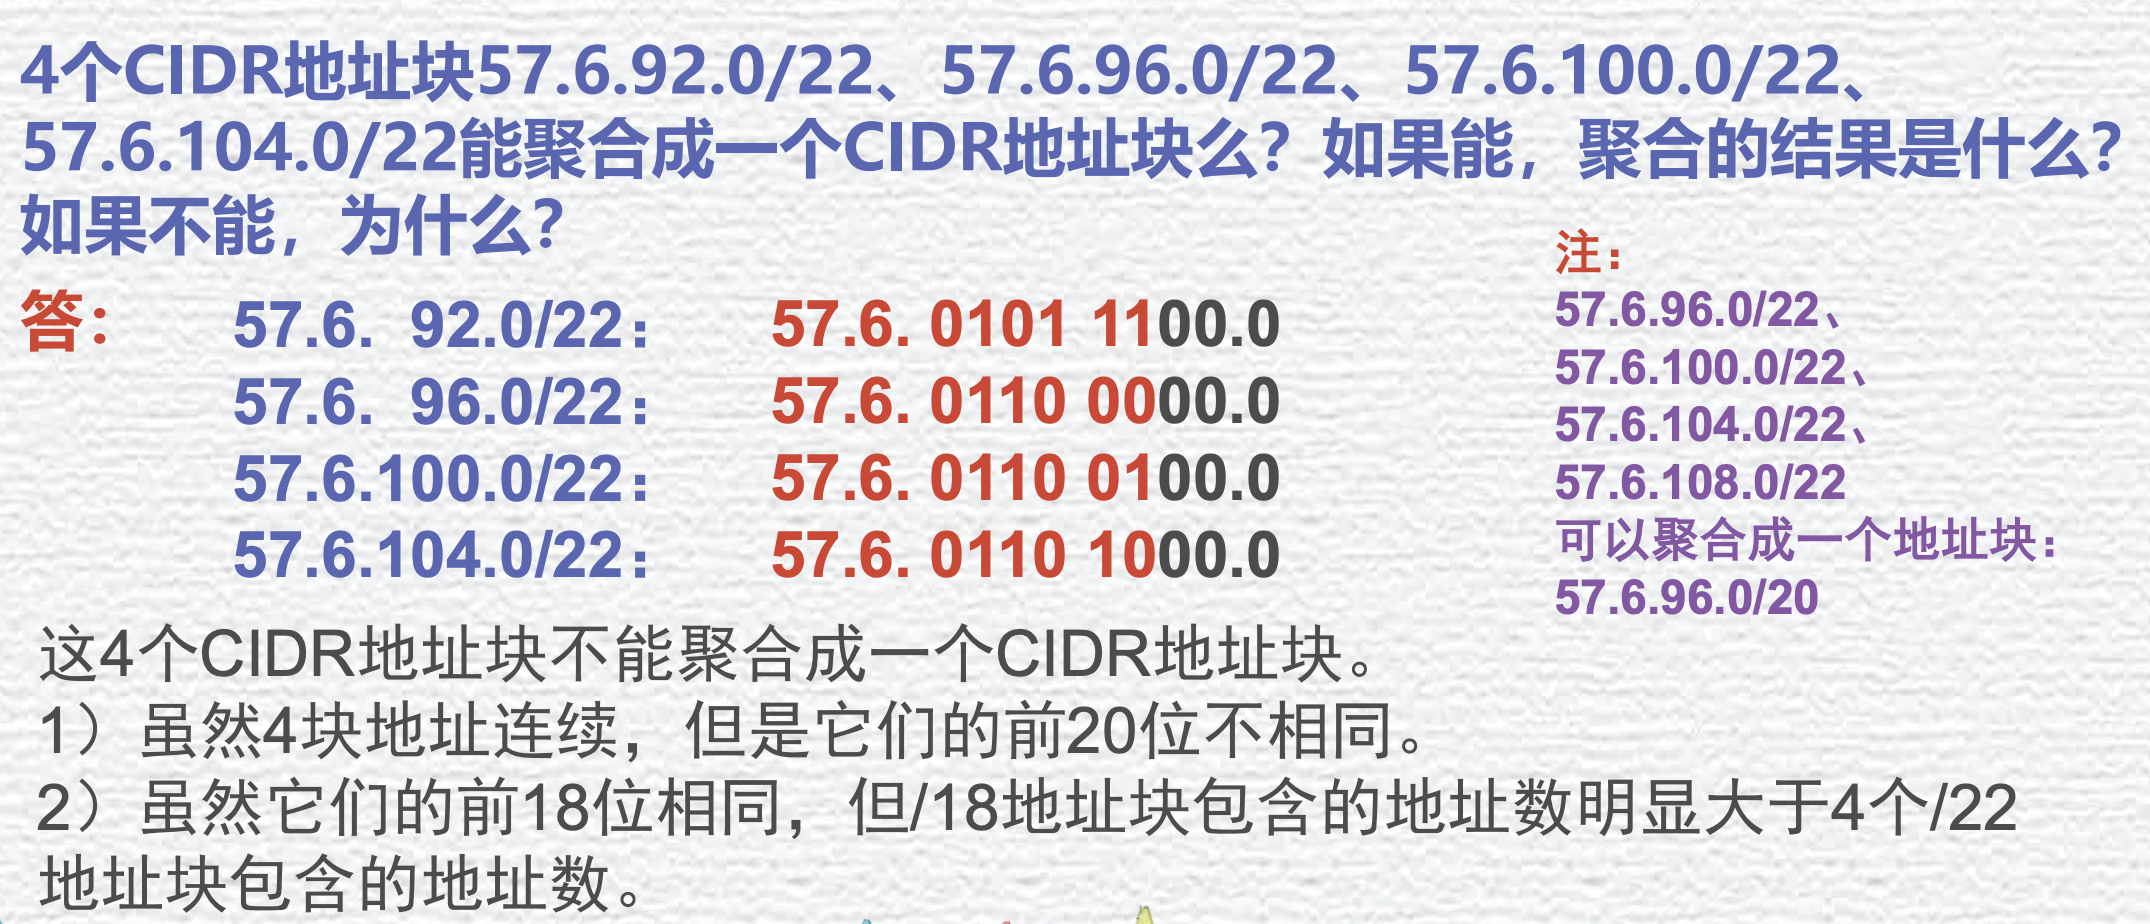 4个CIDR地址块57.6.92.0/22、57.6.96.0/22、57.6.100.0/22、
57.6.104.0/22能聚合成一个CIDR地址块么？如果能，聚合的结果是什么？
如果不能，为什么？
答：
57.6. 92.0/22： 57.6. 0101 1100.0
57.6. 96.0/22： 57.6. 0110 0000.0
57.6.100.0/22： 57.6. 0110 0100.0
57.6.104.0/22： 57.6. 0110 1000.0
注：
57.6.96.0/22、
57.6.100.0/22、
57.6.104.0/22、
57.6.108.0/22
可以聚合成一个地址块：
57.6.96.0/20
这4个CIDR地址块不能聚合成一个CIDR地址块。
1）虽然4块地址连续，但是它们的前20位不相同。
2）虽然它们的前18位相同，但/18地址块包含的地址数明显大于4个/22
地址块包含的地址数。